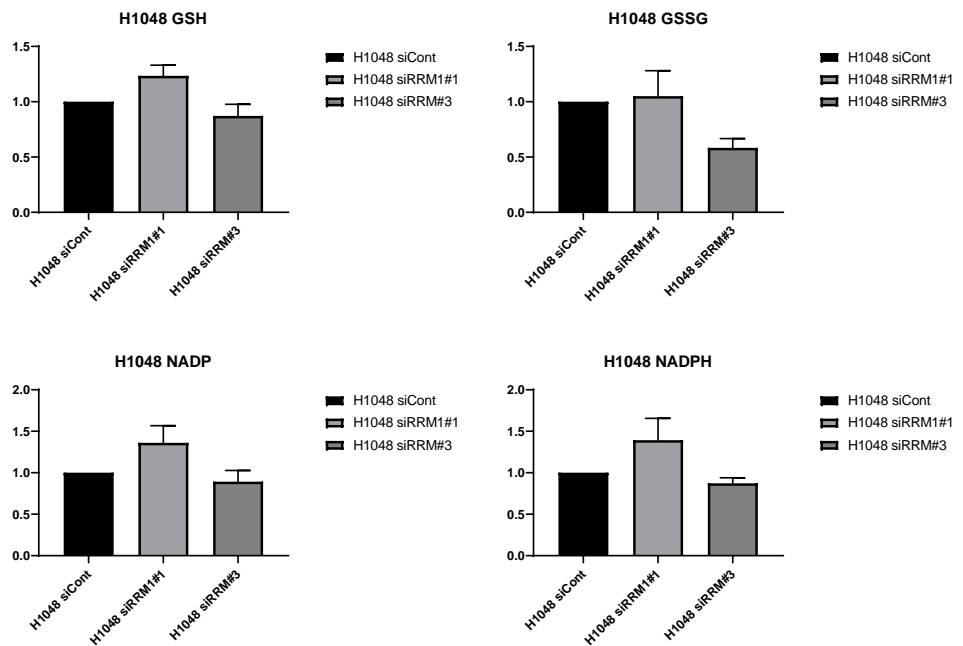 H1048 GSH
1.5
1.0
0.5
0.0
H1048 siCont
H1048 siRRM1#1
H1048 siRRM#3
H1048 siCont
H1048 siRRM1#1
H1048 siRRM#3
H1048 GSSG
1.5
1.0
0.5
0.0
H1048 siCont
H1048 siRRM1#1
H1048 siRRM#3
H1048 siCont
H1048 siRRM1#1
H1048 siRRM#3
H1048 NADP
2.0
1.5
1.0
0.5
0.0
H1048 siCont
H1048 siRRM1#1
H1048 siRRM#3
H1048 siCont
H1048 siRRM1#1
H1048 siRRM#3
H1048 NADPH
2.0
1.5
1.0
0.5
0.0
H1048 siCont
H1048 siRRM1#1
H1048 siRRM#3
H1048 siCont
H1048 siRRM1#1
H1048 siRRM#3